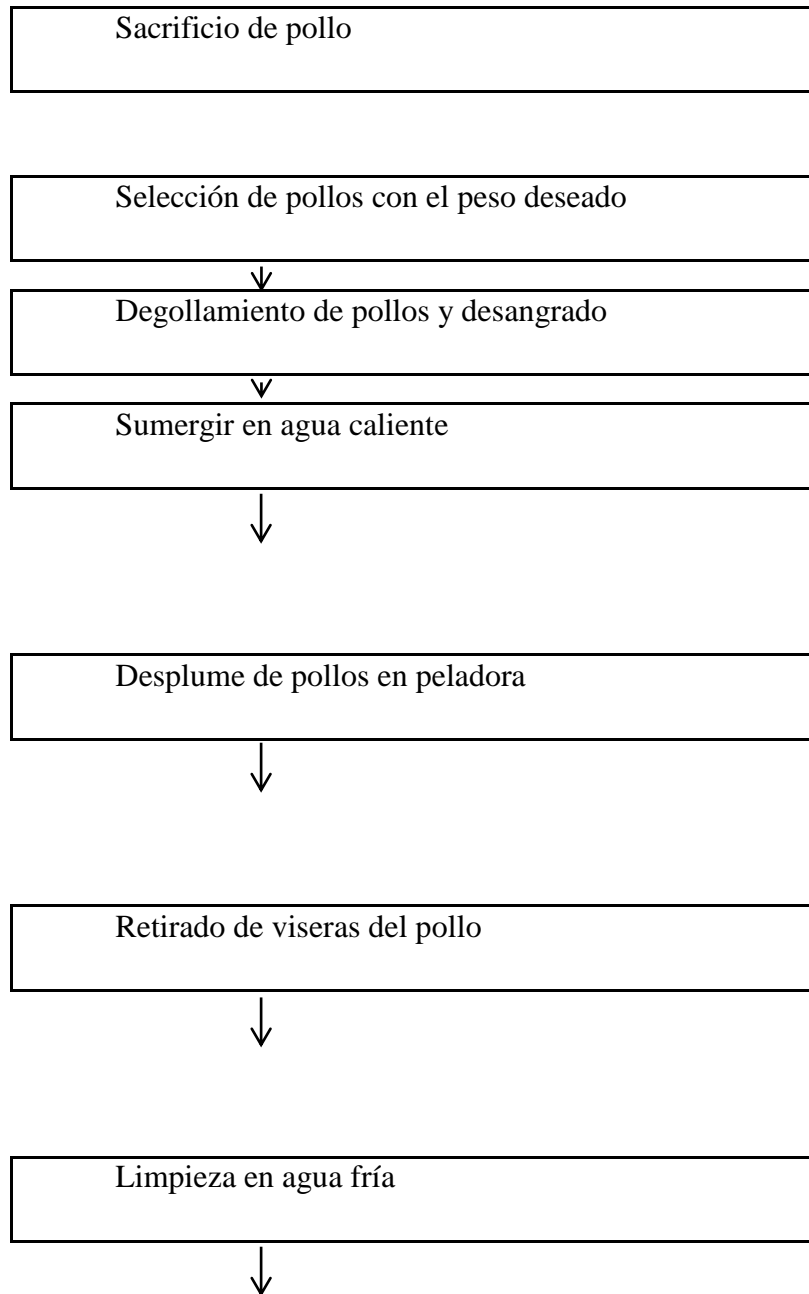 Sacrificio de pollo
Selección de pollos con el peso deseado
Degollamiento de pollos y desangrado
Sumergir en agua caliente
Desplume de pollos en peladora
Retirado de viseras del pollo
Limpieza en agua fría